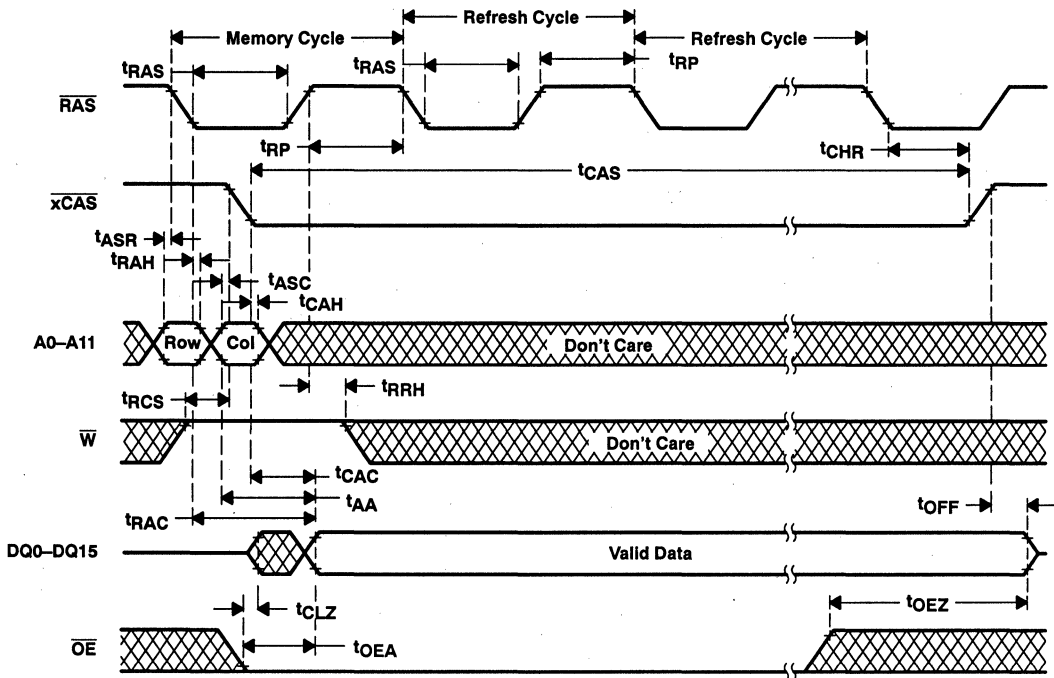 Refresh Cycle
Memory Cycle
Refresh Cycle
tRAS
tRAS
tRP
RAS
tRP
tCHR
tCAS
xCAS
tASR
tRAH
tASC
tCAH
A0–A11
Row
Col
Don't Care
tRRH
tRCS
W
Don't Care
tCAC
tAA
tOFF
tRAC
DQ0–DQ15
Valid Data
tCLZ
tOEZ
OE
tOEA